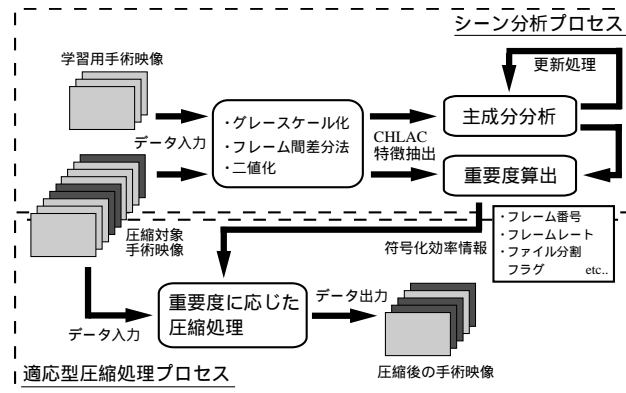 シーン分析プロセス
学習用手術映像
更新処理
データ入力
・グレースケール化
・フレーム間差分法
・二値化
CHLAC
特徴抽出
主成分分析
重要度算出
圧縮対象
手術映像
符号化効率情報
・フレーム番号
・フレームレート
・ファイル分割
フラグ etc..
データ入力
重要度に応じた
圧縮処理
データ出力
圧縮後の手術映像
適応型圧縮処理プロセス